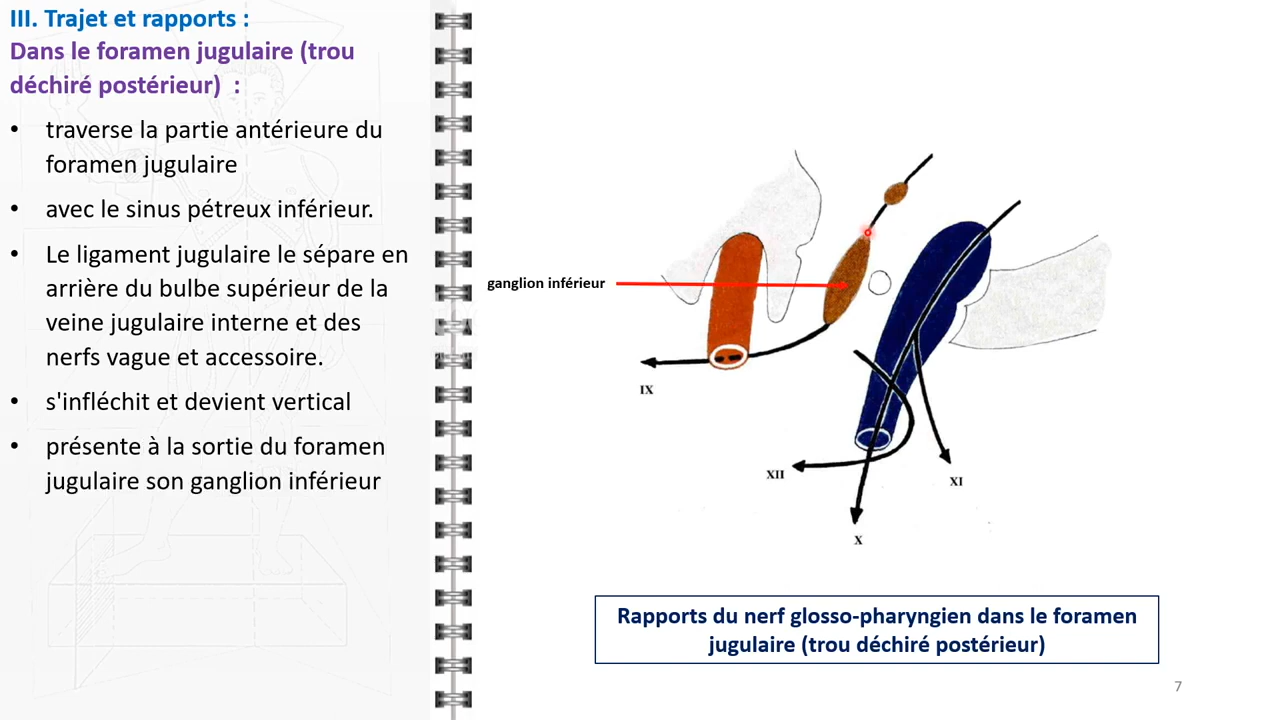 III. Trajet et rapports :
Dans le foramen jugulaire (trou
déchiré postérieur)  :
• traverse la partie antérieure du
foramen jugulaire
• avec le sinus pétreux inférieur.
• Le ligament jugulaire le sépare en
arrière du bulbe supérieur de la
veine jugulaire interne et des
nerfs vague et accessoire.
• s'infléchit et devient vertical
• présente à la sortie du foramen
jugulaire son ganglion inférieur
ganglion inférieur
IX
XII
XI
X
Rapports du nerf glosso-pharyngien dans le foramen
jugulaire (trou déchiré postérieur)
7